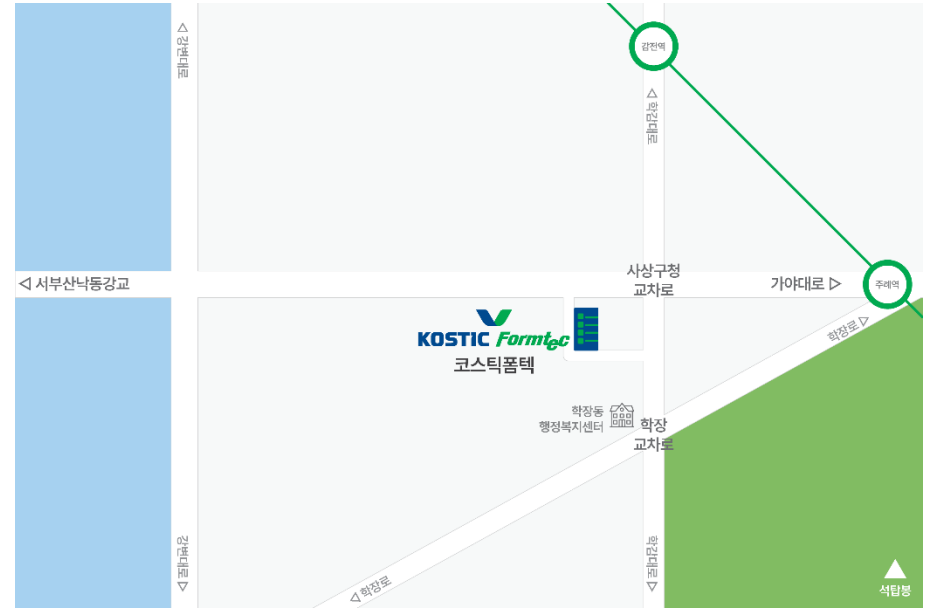 ◁ 강변대로
감전역
◁ 학감대로
◁ 서부산낙동강교
사상구청
교차로
가야대로 ▷
주례역
KOSTIC Formtec
코스틱폼텍
학장로 ▷
학장동
행정복지센터
학장
교차로
강변대로 ▷
◁ 학장로
학감대로 ▷
석탑봉